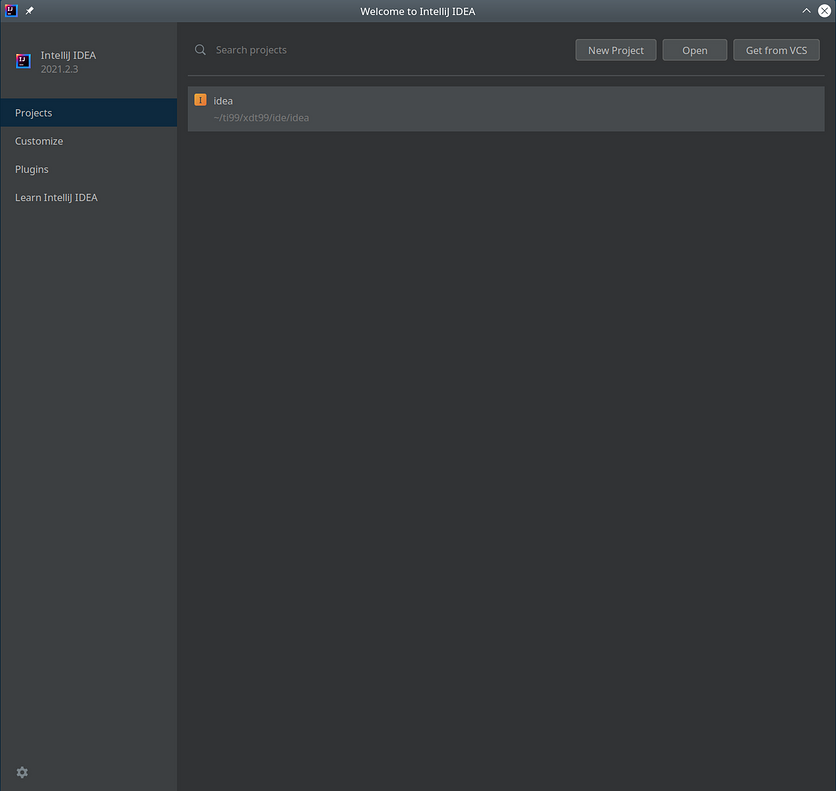 Welcome to IntelliJ IDEA
IntelliJ IDEA
2021.2.3
Projects
Customize
Plugins
Learn IntelliJ IDEA
Search projects
New Project
Open
Get from VCS
I
idea
~/ti99/xdt99/ide/idea